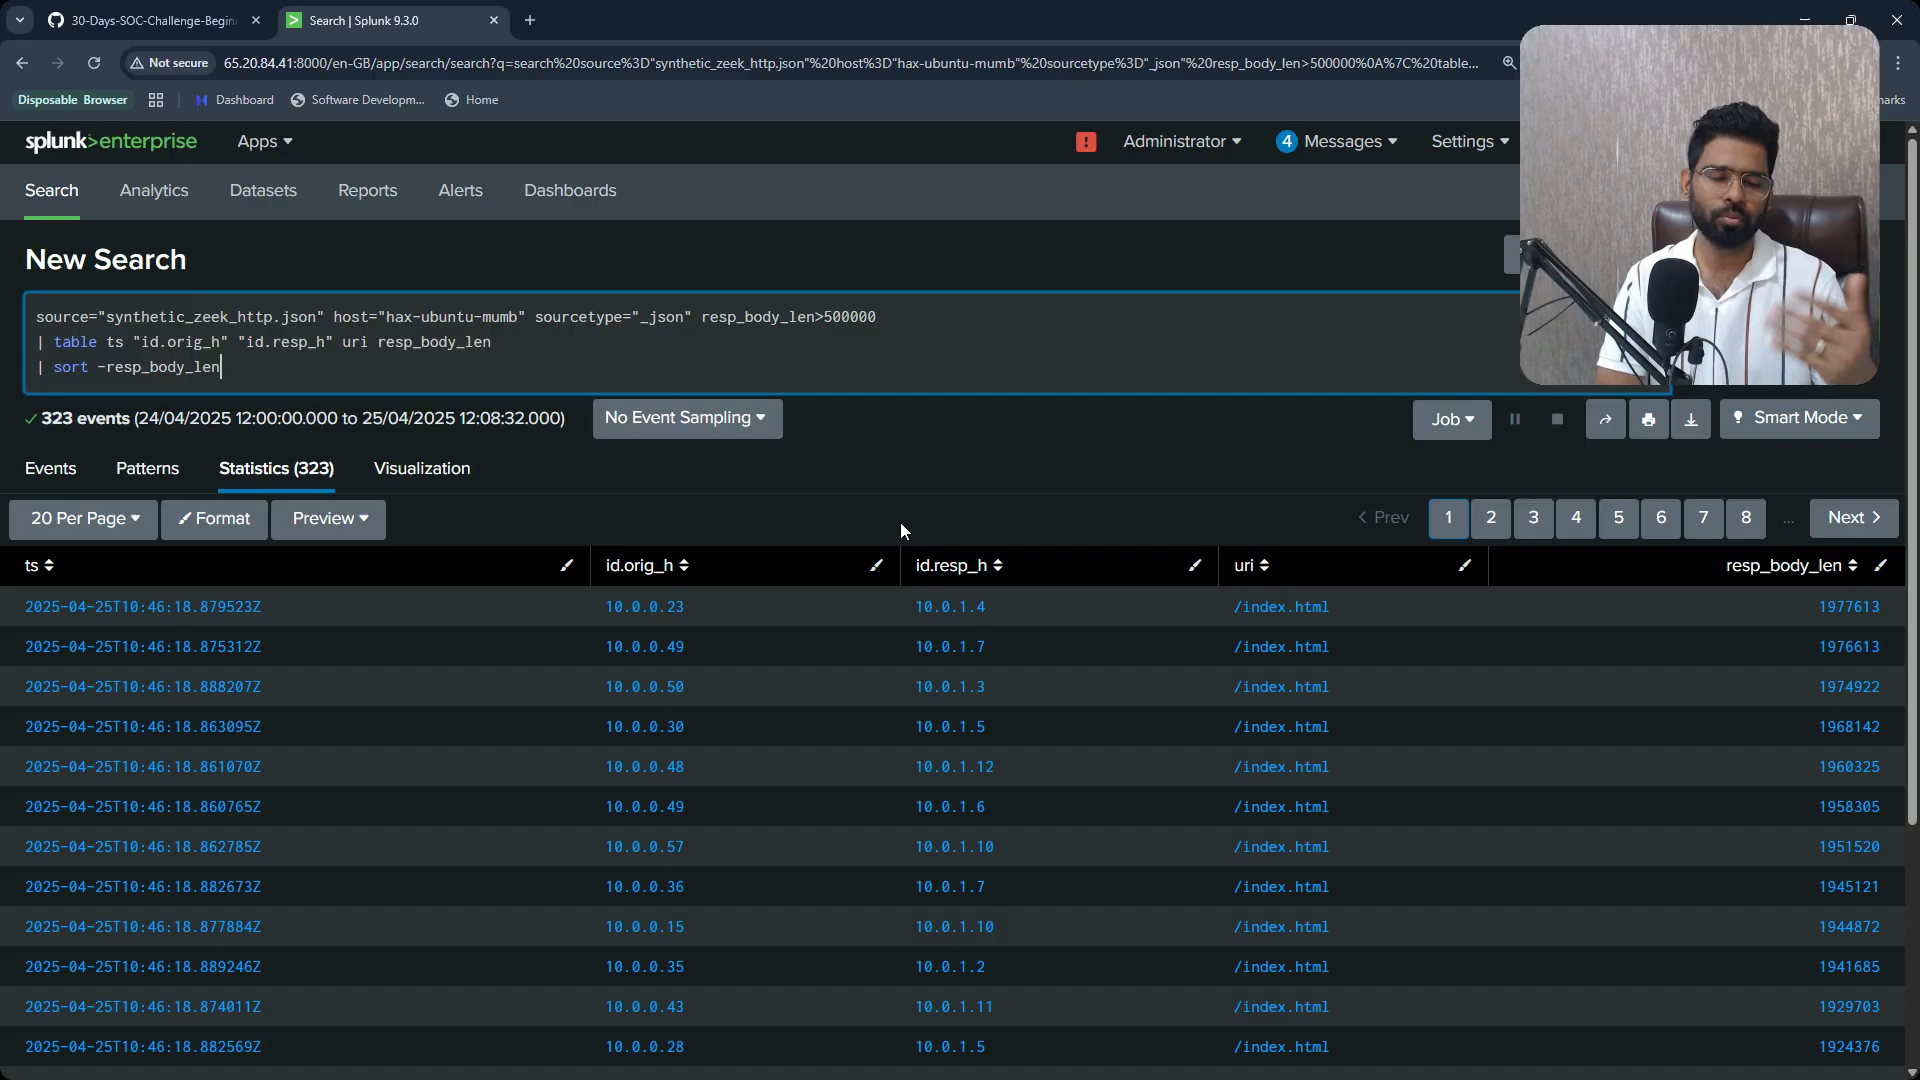 30-Days-SOC-Challenge-Begin
Search | Splunk 9.3.0
Not secure
65.20.84.41:8000/en-GB/app/search/search?q=search%20source%3D"synthetic_zeek_http.json"%20host%3D"hax-ubuntu-mumb"%20sourcetype%3D"_json"%20resp_body_len>500000%0A%7C%20table...
Disposable Browser
Dashboard
Software Developm...
Home
marks
splunk>enterprise
Apps
!
Administrator
4 Messages
Settings
Search
Analytics
Datasets
Reports
Alerts
Dashboards
New Search
source="synthetic_zeek_http.json" host="hax-ubuntu-mumb" sourcetype="_json" resp_body_len>500000
| table ts "id.orig_h" "id.resp_h" uri resp_body_len
| sort -resp_body_len
323 events (24/04/2025 12:00:00.000 to 25/04/2025 12:08:32.000)
No Event Sampling
Job
Smart Mode
Events
Patterns
Statistics (323)
Visualization
20 Per Page
Format
Preview
< Prev
1 2 3 4 5 6 7 8 ...
Next >
ts id.orig_h id.resp_h uri resp_body_len
2025-04-25T10:46:18.879523Z 10.0.0.23 10.0.1.4 /index.html 1977613
2025-04-25T10:46:18.875312Z 10.0.0.49 10.0.1.7 /index.html 1976613
2025-04-25T10:46:18.888207Z 10.0.0.50 10.0.1.3 /index.html 1974922
2025-04-25T10:46:18.863095Z 10.0.0.30 10.0.1.5 /index.html 1968142
2025-04-25T10:46:18.861070Z 10.0.0.48 10.0.1.12 /index.html 1960325
2025-04-25T10:46:18.860765Z 10.0.0.49 10.0.1.6 /index.html 1958305
2025-04-25T10:46:18.862785Z 10.0.0.57 10.0.1.10 /index.html 1951520
2025-04-25T10:46:18.882673Z 10.0.0.36 10.0.1.7 /index.html 1945121
2025-04-25T10:46:18.877884Z 10.0.0.15 10.0.1.10 /index.html 1944872
2025-04-25T10:46:18.889246Z 10.0.0.35 10.0.1.2 /index.html 1941685
2025-04-25T10:46:18.874011Z 10.0.0.43 10.0.1.11 /index.html 1929703
2025-04-25T10:46:18.882569Z 10.0.0.28 10.0.1.5 /index.html 1924376